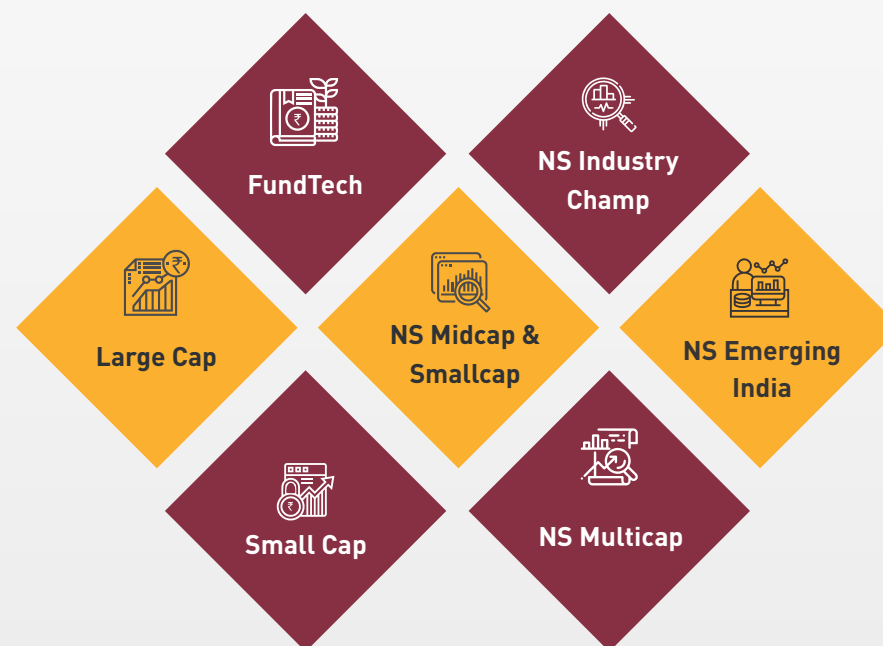 FundTech
NS Industry
Champ
Large Cap
NS Midcap &
Smallcap
NS Emerging
India
Small Cap
NS Multicap